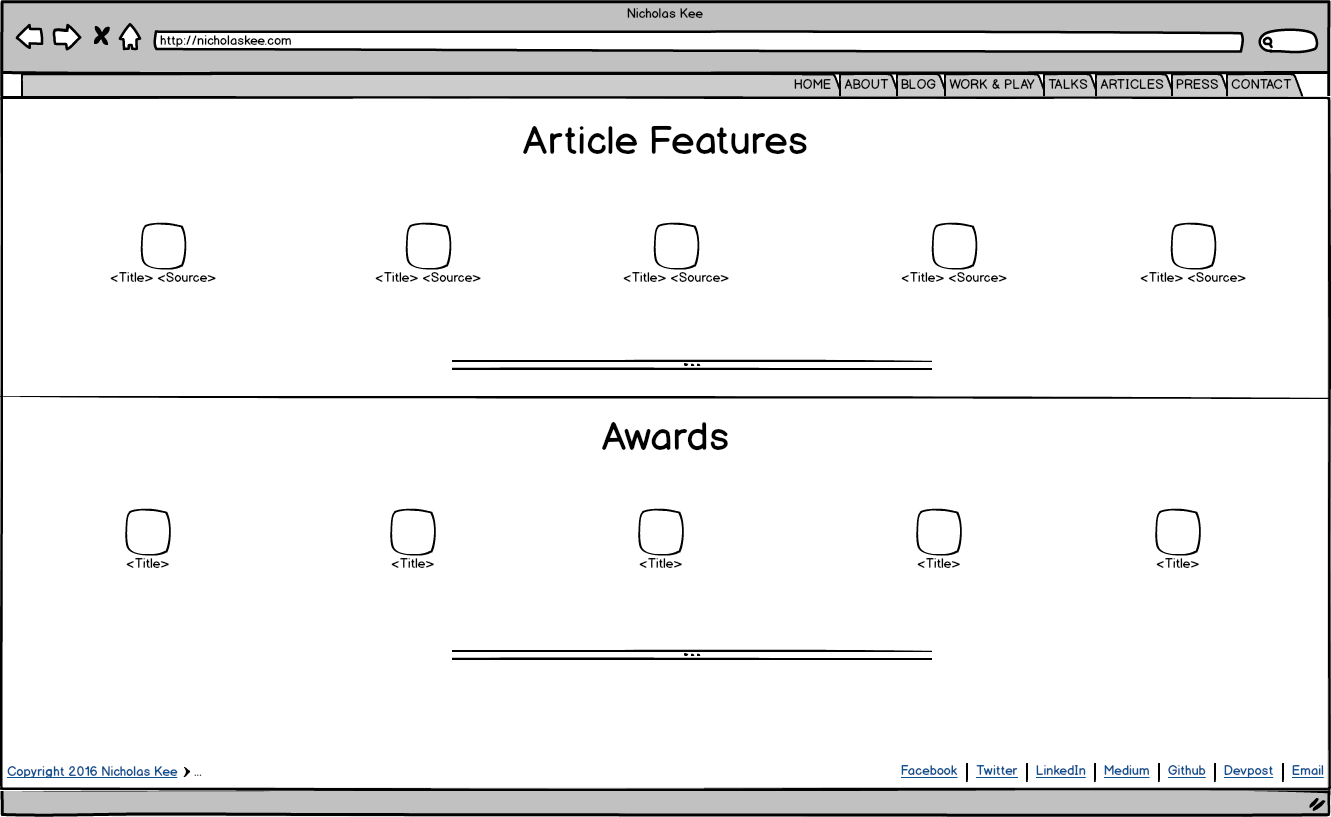 Nicholas Kee
http://nicholaskee.com
HOME ABOUT BLOG WORK & PLAY TALKS ARTICLES PRESS CONTACT
Article Features
<Title> <Source> <Title> <Source> <Title> <Source> <Title> <Source> <Title> <Source>
Awards
<Title> <Title> <Title> <Title> <Title>
Copyright 2016 Nicholas Kee ... Facebook Twitter LinkedIn Medium Github Devpost Email